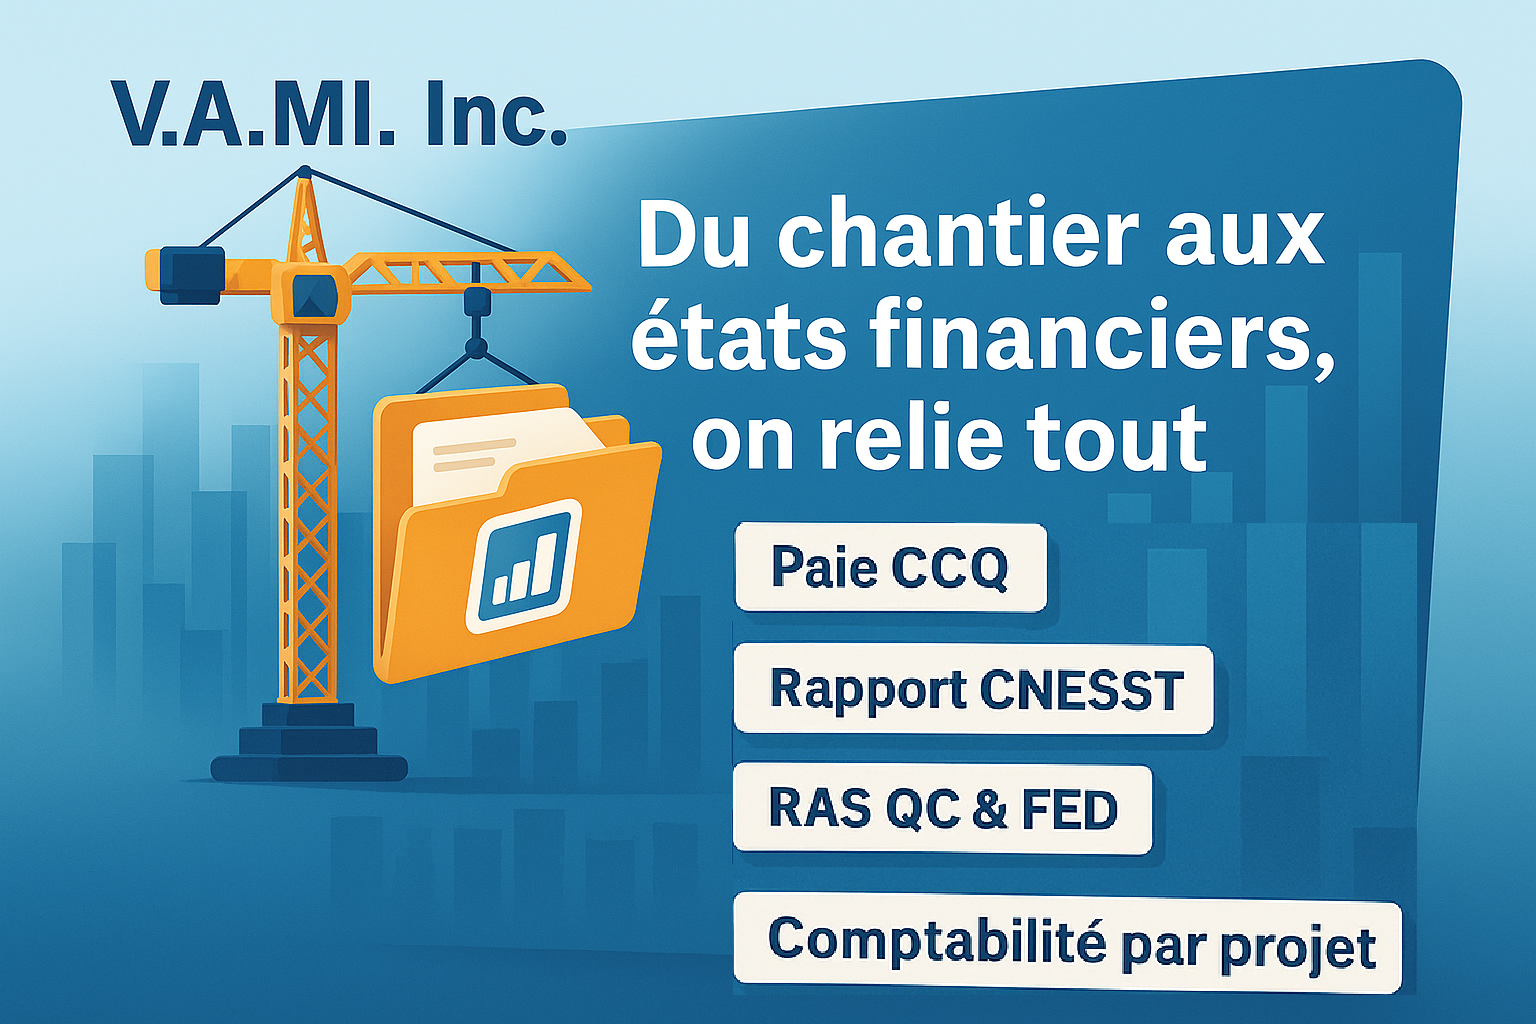 V.A.MI. Inc.
Du chantier aux
états financiers,
on relie tout
Paie CCQ
Rapport CNESST
RAS QC & FED
Comptabilité par projet